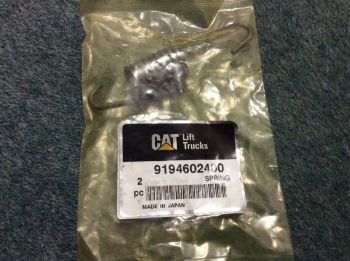 CAT Lift
Trucks
9194602400
2 SPRING
pc
MADE IN JAPAN